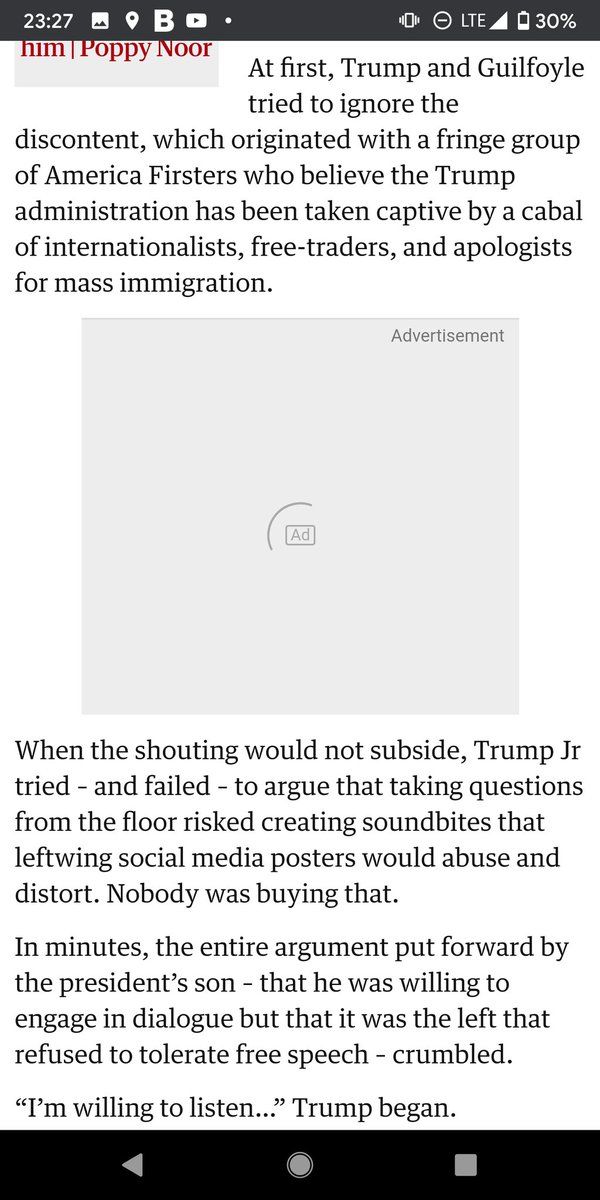 23:27 B LTE 30%
him | Poppy Noor
At first, Trump and Guilfoyle
tried to ignore the
discontent, which originated with a fringe group
of America Firsters who believe the Trump
administration has been taken captive by a cabal
of internationalists, free-traders, and apologists
for mass immigration.
Advertisement
Ad
When the shouting would not subside, Trump Jr
tried – and failed – to argue that taking questions
from the floor risked creating soundbites that
leftwing social media posters would abuse and
distort. Nobody was buying that.
In minutes, the entire argument put forward by
the president’s son – that he was willing to
engage in dialogue but that it was the left that
refused to tolerate free speech – crumbled.
“I’m willing to listen…” Trump began.